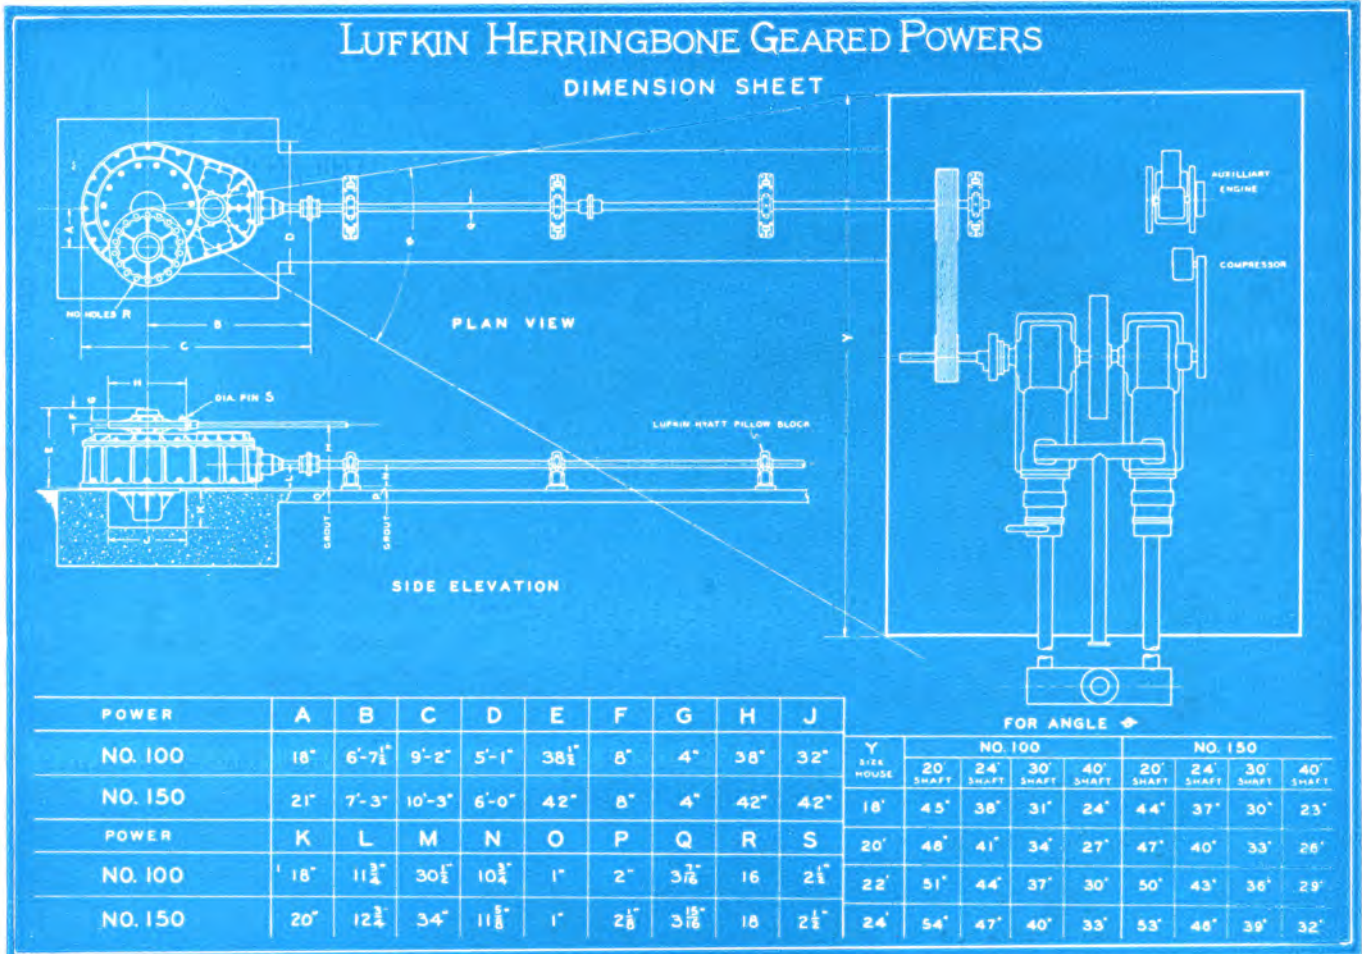 LUFKIN HERRINGBONE GEARED POWERS
DIMENSION SHEET
AUXILLIARY
ENGINE
COMPRESSOR
A
D
Q
θ
NO. HOLES R
B
C
PLAN VIEW
Y
H
DIA. PIN S
G
F
E
LUFKIN HYATT PILLOW BLOCK
M
L
N
O
P
K
J
GROUT
GROUT
SIDE ELEVATION
POWER A B C D E F G H J
NO. 100 18" 6'-7½" 9'-2" 5'-1" 38½" 8" 4" 38" 32"
NO. 150 21" 7'-3" 10'-3" 6'-0" 42" 8" 4" 42" 42"
POWER K L M N O P Q R S
NO. 100 18" 11¾" 30½" 10¾" 1" 2" 3 7/16" 16 2½"
NO. 150 20" 12¾" 34" 11⅝" 1" 2⅛" 3 15/16" 18 2½"
FOR ANGLE θ
Y SIZE HOUSE NO. 100 NO. 150
20' SHAFT 24' SHAFT 30' SHAFT 40' SHAFT 20' SHAFT 24' SHAFT 30' SHAFT 40' SHAFT
18' 45° 38° 31° 24° 44° 37° 30° 23°
20' 48° 41° 34° 27° 47° 40° 33° 26°
22' 51° 44° 37° 30° 50° 43° 36° 29°
24' 54° 47° 40° 33° 53° 46° 39° 32°